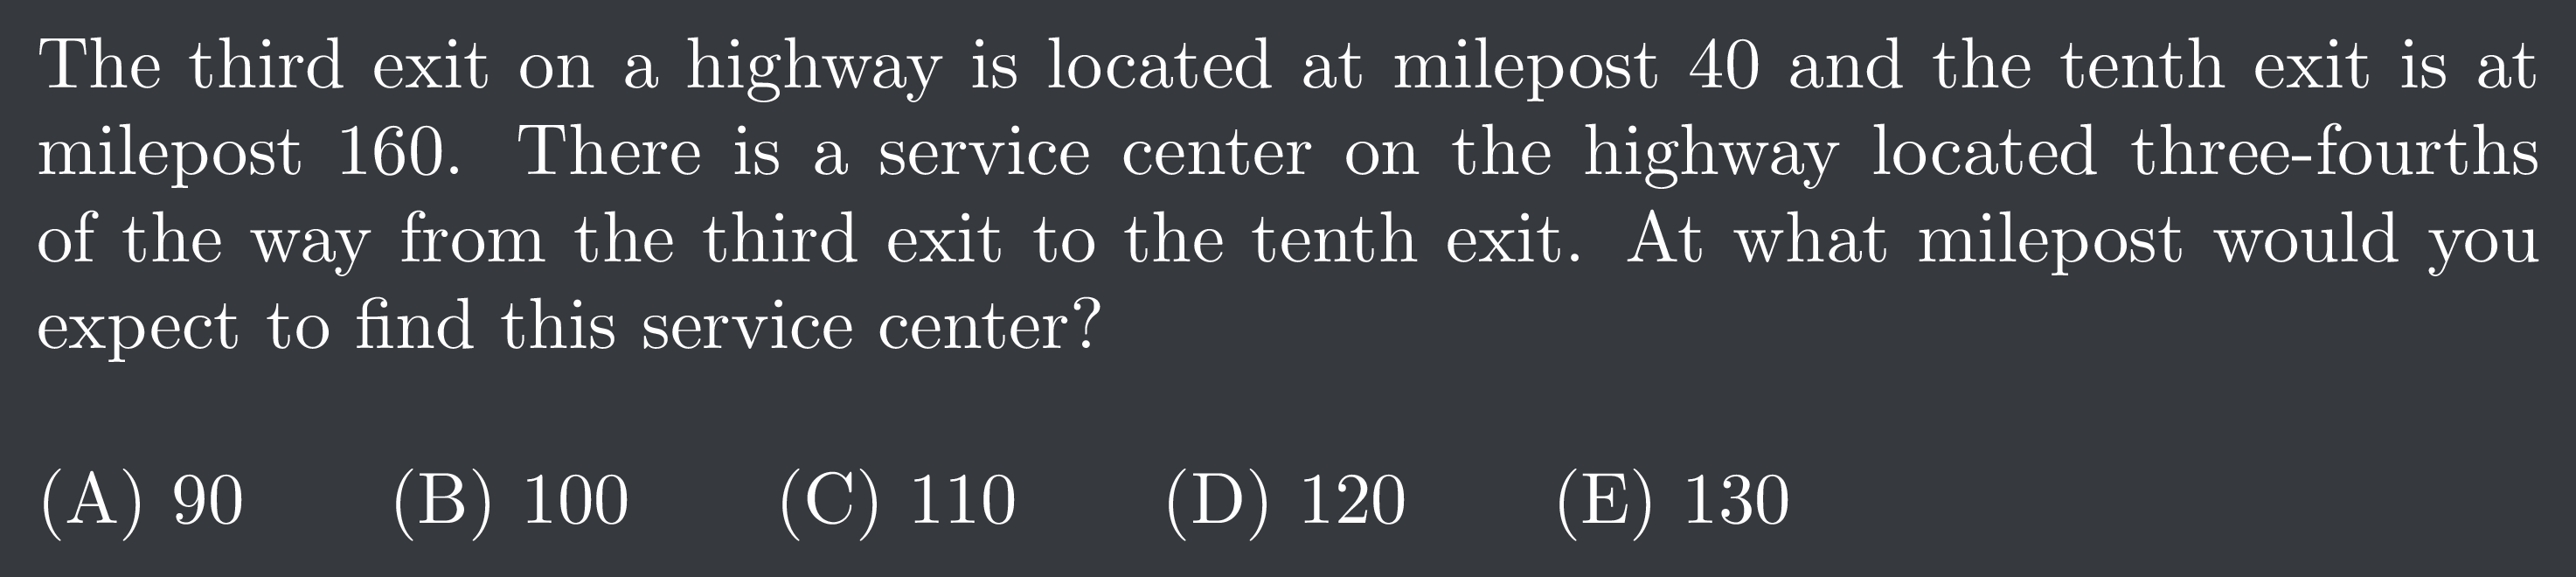 The third exit on a highway is located at milepost 40 and the tenth exit is at
milepost 160. There is a service center on the highway located three-fourths
of the way from the third exit to the tenth exit. At what milepost would you
expect to find this service center?
(A) 90 (B) 100 (C) 110 (D) 120 (E) 130